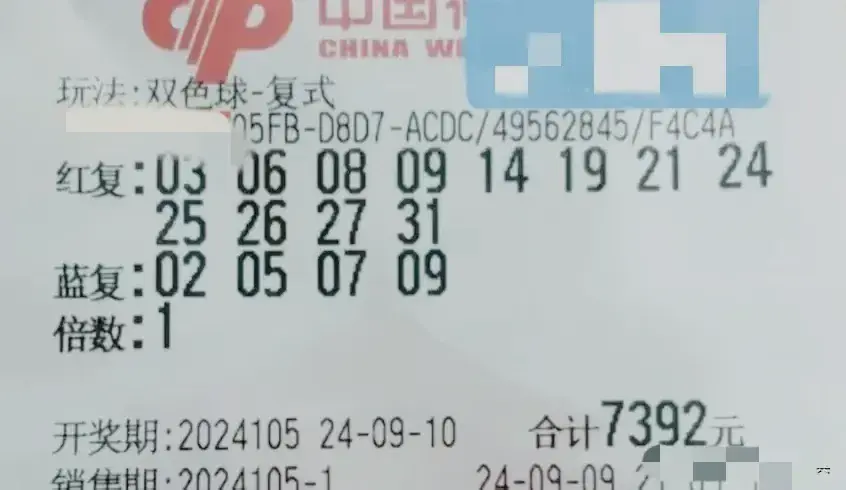 中国
CHINA WE
玩法:双色球-复式
05FB-D8D7-ACDC/49562845/F4C4A
红复:03 06 08 09 14 19 21 24
25 26 27 31
蓝复:02 05 07 09
倍数:1
开奖期:2024105 24-09-10 合计7392元
销售期:2024105-1 24-09-09